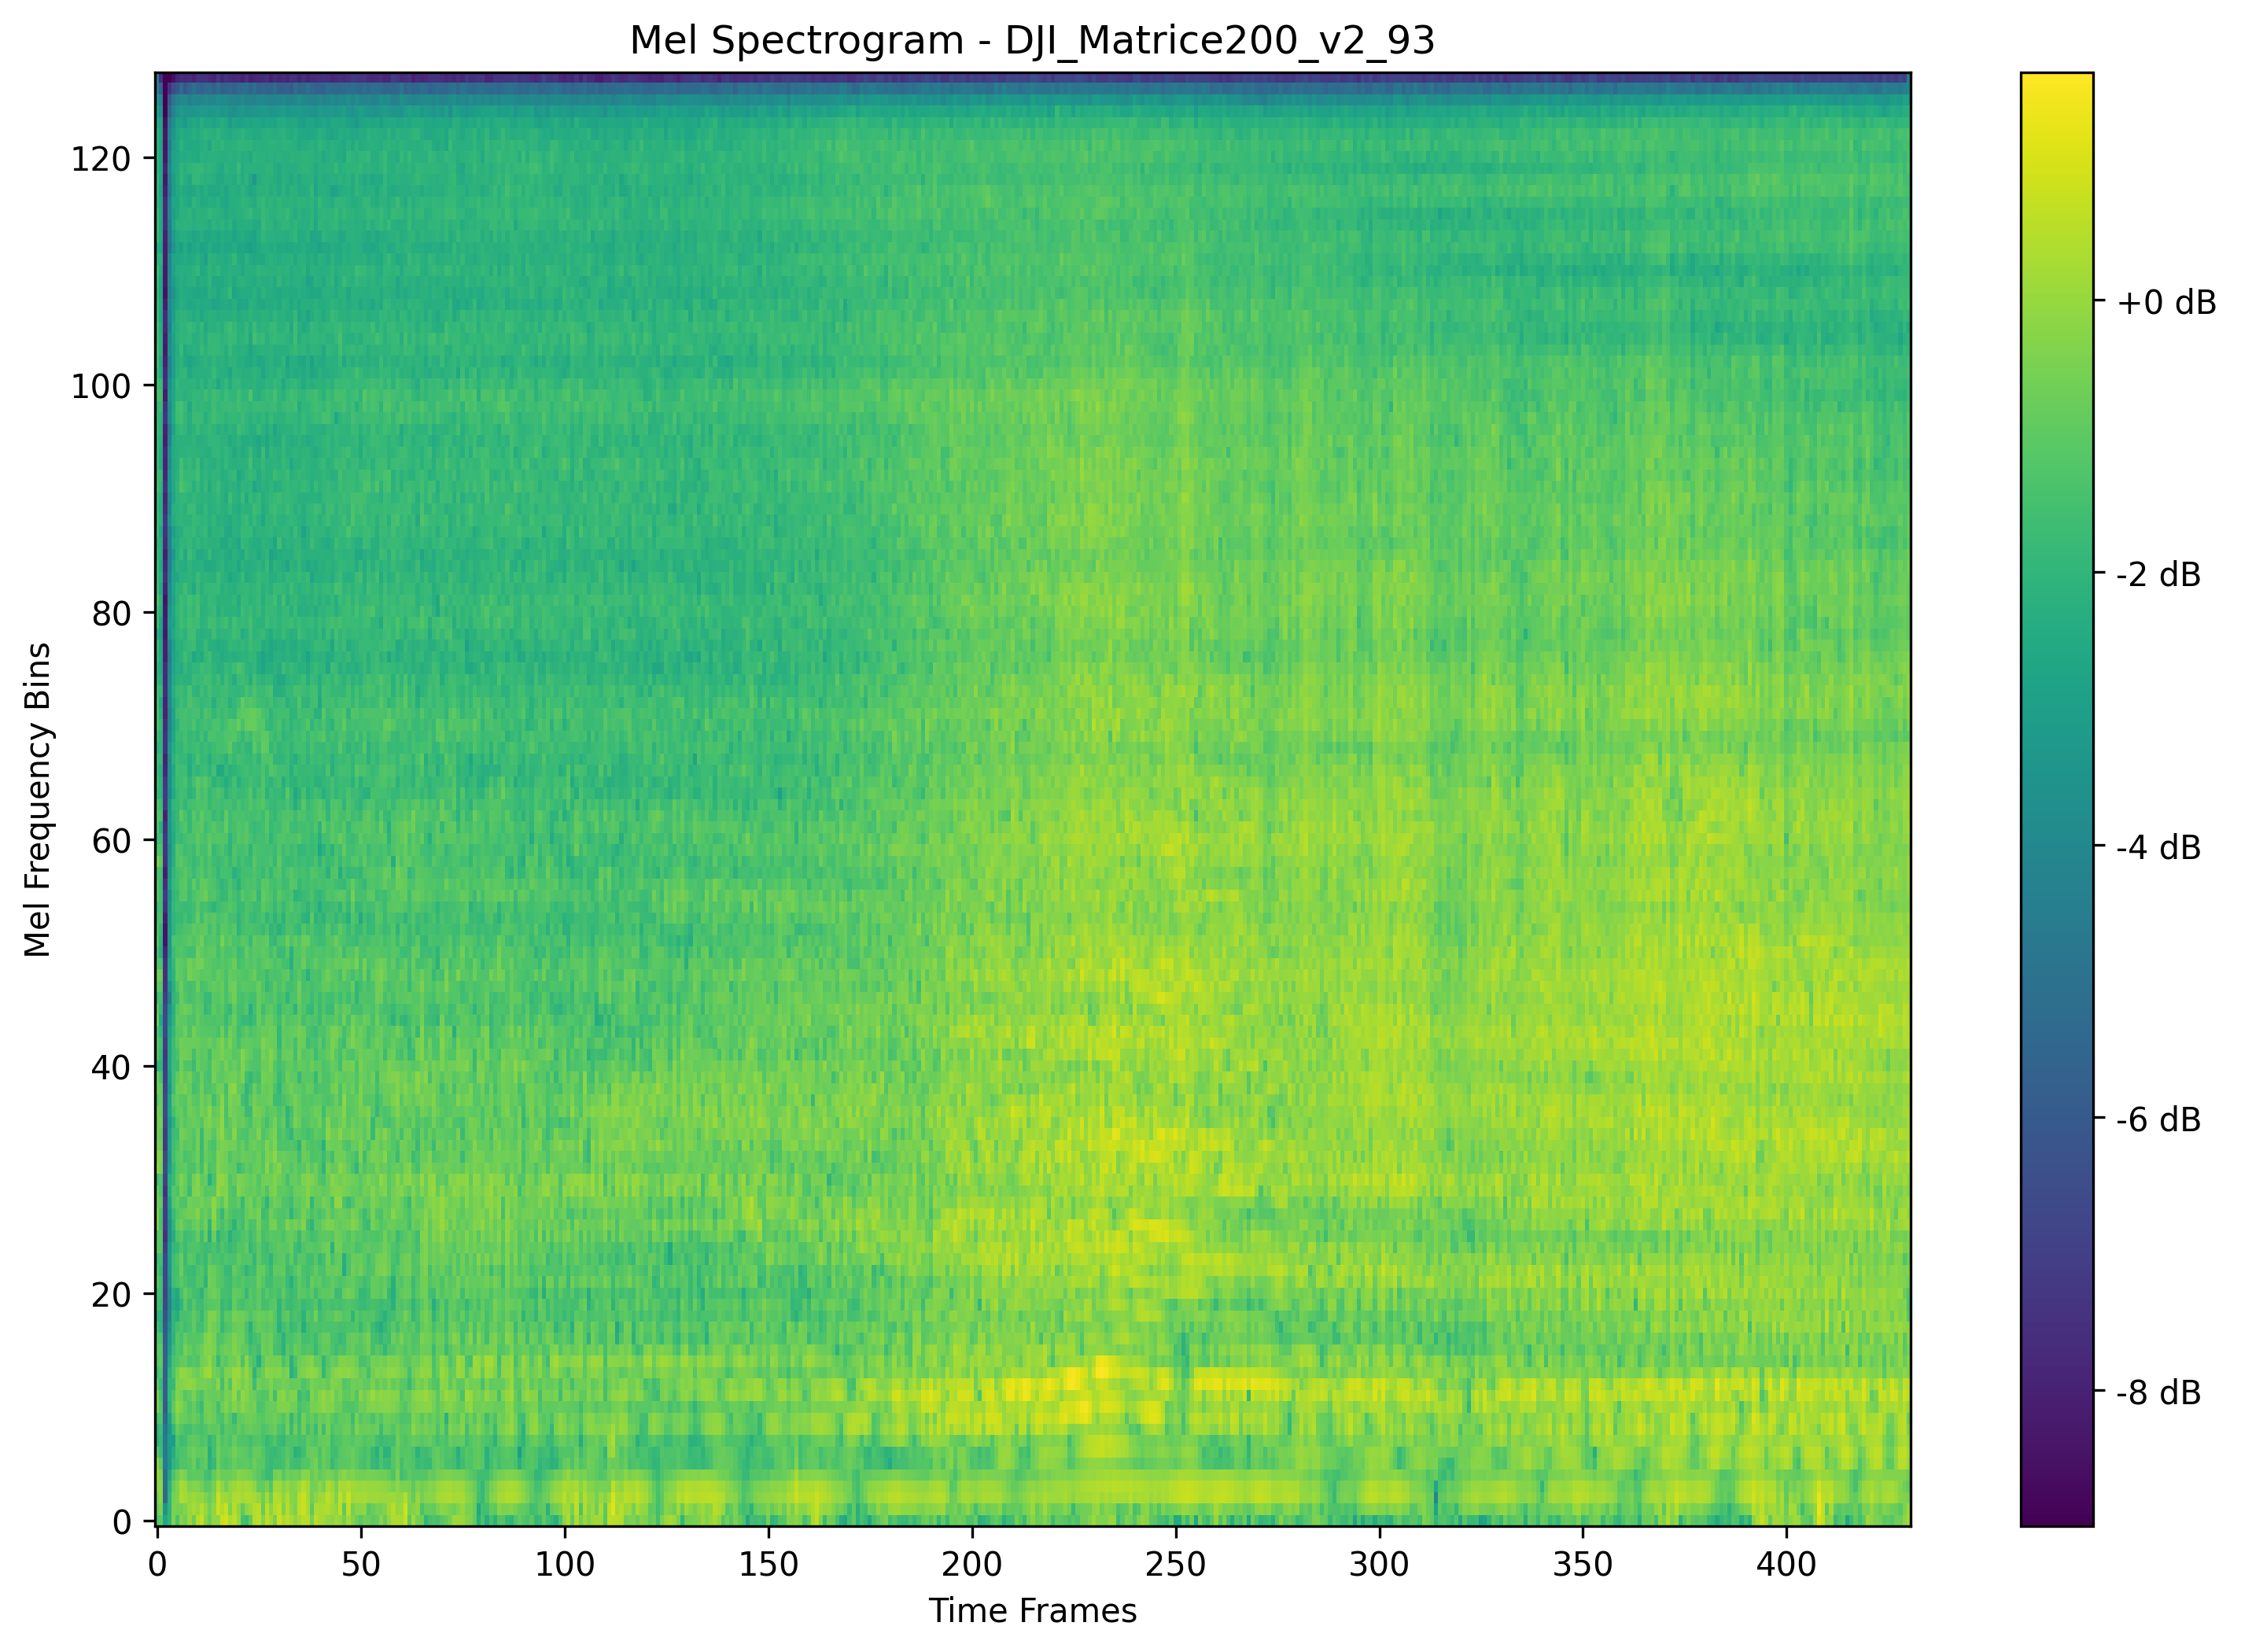 Mel Spectrogram - DJI_Matrice200_v2_93
120
100
80
60
40
20
0
Mel Frequency Bins
0 50 100 150 200 250 300 350 400
Time Frames
+0 dB
-2 dB
-4 dB
-6 dB
-8 dB